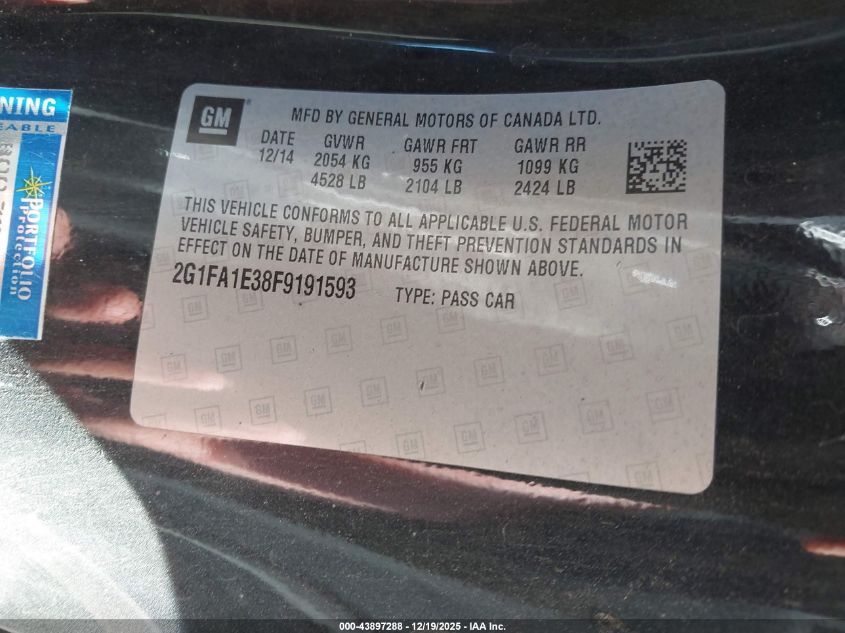 NING
EABLE
PORTFOLIO
Protection
GM
MFD BY GENERAL MOTORS OF CANADA LTD.
DATE GVWR GAWR FRT GAWR RR
12/14 2054 KG 955 KG 1099 KG
4528 LB 2104 LB 2424 LB
THIS VEHICLE CONFORMS TO ALL APPLICABLE U.S. FEDERAL MOTOR
VEHICLE SAFETY, BUMPER, AND THEFT PREVENTION STANDARDS IN
EFFECT ON THE DATE OF MANUFACTURE SHOWN ABOVE.
2G1FA1E38F9191593 TYPE: PASS CAR
000-43897288 - 12/19/2025 - IAA Inc.